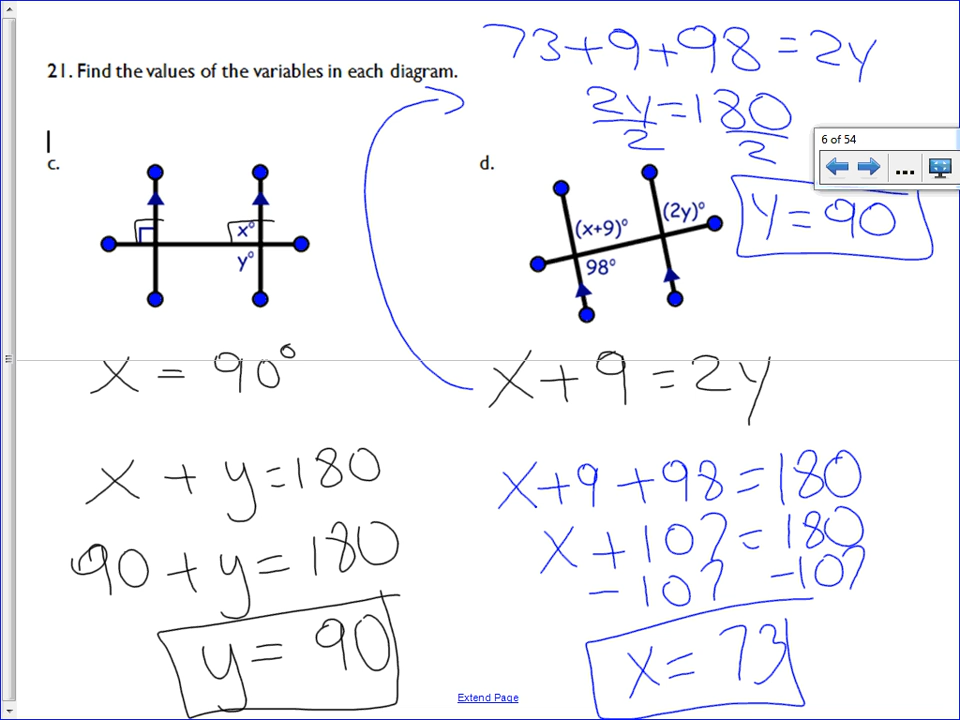 21. Find the values of the variables in each diagram.
73+9+98=2y
2y=180
2 2
y=90
6 of 54
...
c.
x°
y°
d.
(x+9)°
(2y)°
98°
x = 90°
x + y=180
90 + y=180
y= 90
x+9=2y
x+9+98=180
x+107=180
-107 -107
x= 73
Extend Page